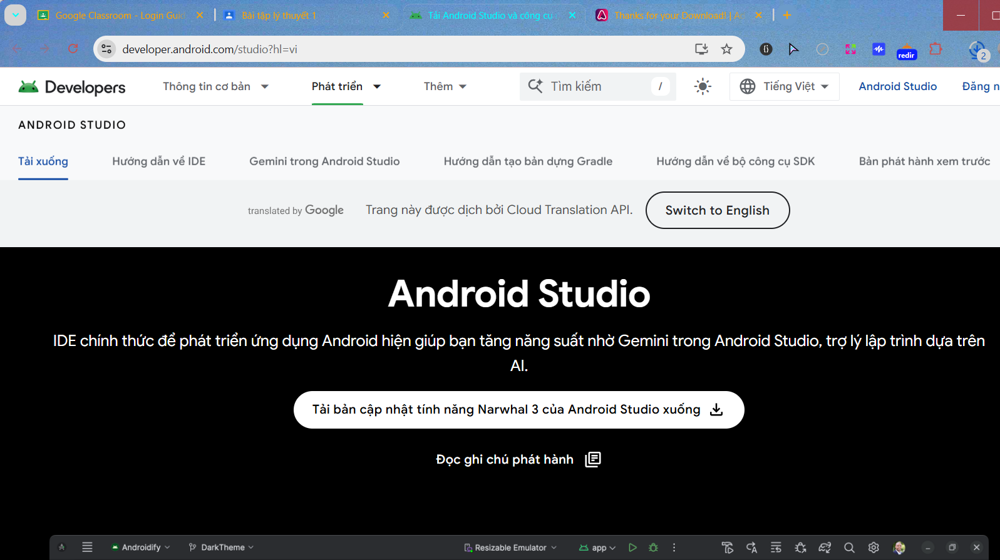 Google Classroom - Login Guid
Bài tập lý thuyết 1
Tải Android Studio và công cụ
Thanks for your Download! | A
developer.android.com/studio?hl=vi
redir
2
Developers
Thông tin cơ bản
Phát triển
Thêm
Tìm kiếm
/
Tiếng Việt
Android Studio
Đăng n
ANDROID STUDIO
Tải xuống
Hướng dẫn về IDE
Gemini trong Android Studio
Hướng dẫn tạo bản dựng Gradle
Hướng dẫn về bộ công cụ SDK
Bản phát hành xem trước
translated by Google
Trang này được dịch bởi Cloud Translation API.
Switch to English
Android Studio
IDE chính thức để phát triển ứng dụng Android hiện giúp bạn tăng năng suất nhờ Gemini trong Android Studio, trợ lý lập trình dựa trên
AI.
Tải bản cập nhật tính năng Narwhal 3 của Android Studio xuống
Đọc ghi chú phát hành
Androidify
DarkTheme
Resizable Emulator
app